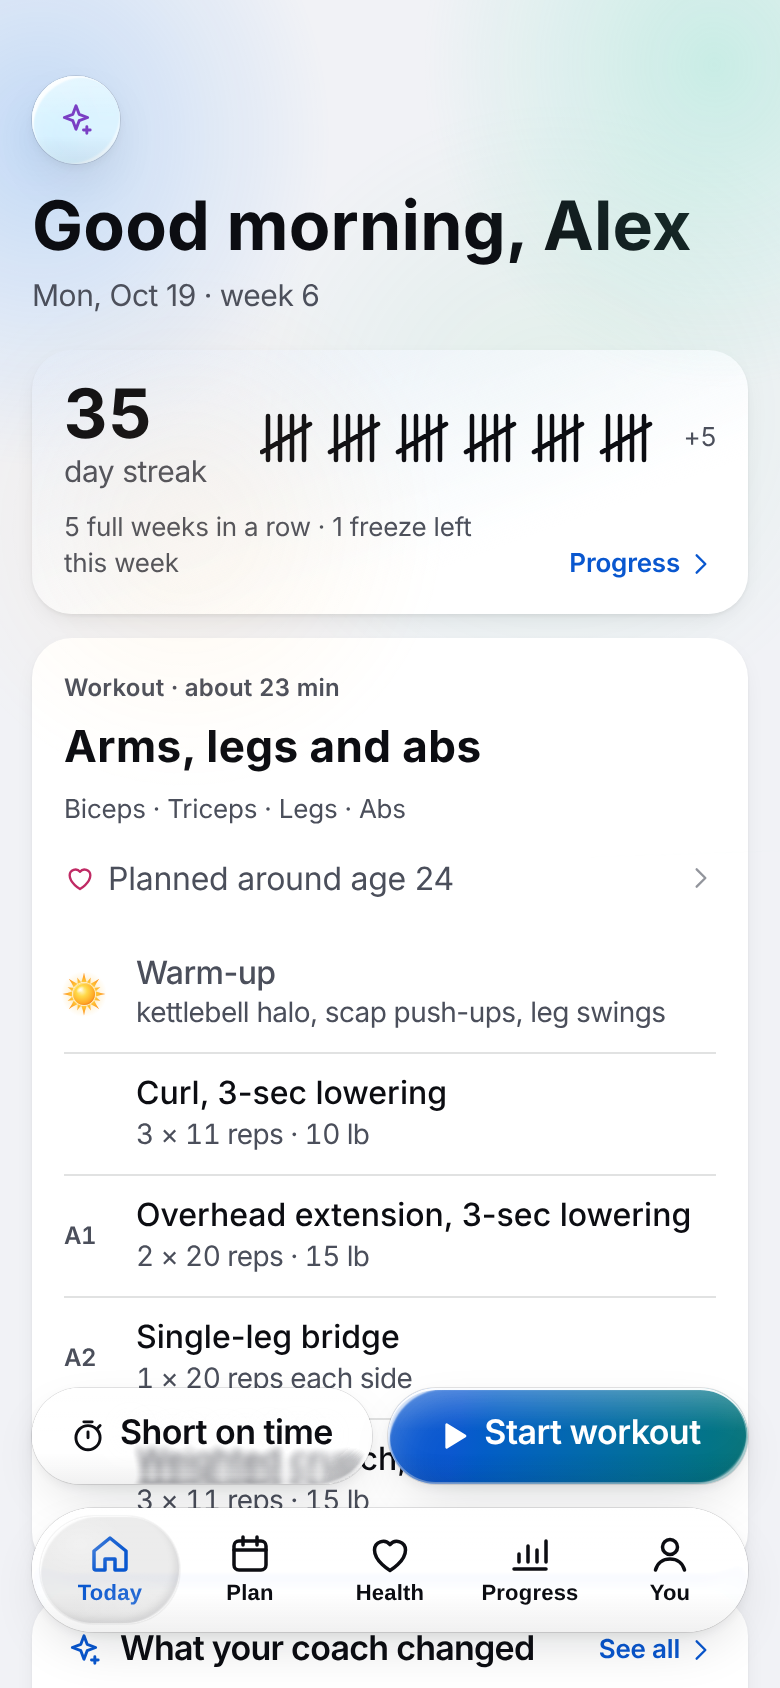 Good morning, Alex
Mon, Oct 19 · week 6
35
day streak
+5
5 full weeks in a row · 1 freeze left
this week
Progress
Workout · about 23 min
Arms, legs and abs
Biceps · Triceps · Legs · Abs
Planned around age 24
Warm-up
kettlebell halo, scap push-ups, leg swings
Curl, 3-sec lowering
3 × 11 reps · 10 lb
A1
Overhead extension, 3-sec lowering
2 × 20 reps · 15 lb
A2
Single-leg bridge
1 × 20 reps each side
Short on time
Start workout
3 × 11 reps · 15 lb
Today
Plan
Health
Progress
You
What your coach changed
See all